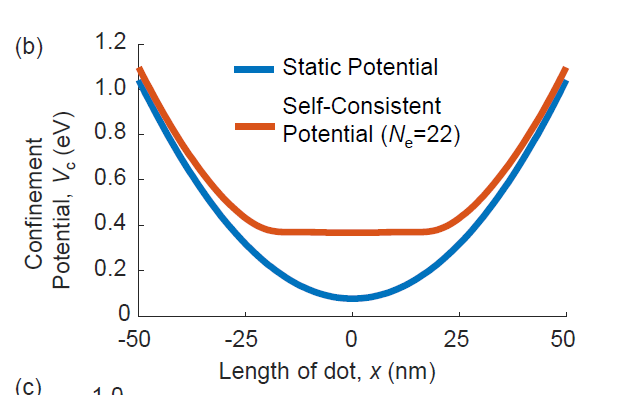 (b)
1.2
1.0
0.8
0.6
0.4
0.2
0
Confinement
Potential, Vc (eV)
Static Potential
Self-Consistent
Potential (Ne=22)
-50 -25 0 25 50
Length of dot, x (nm)
(c)